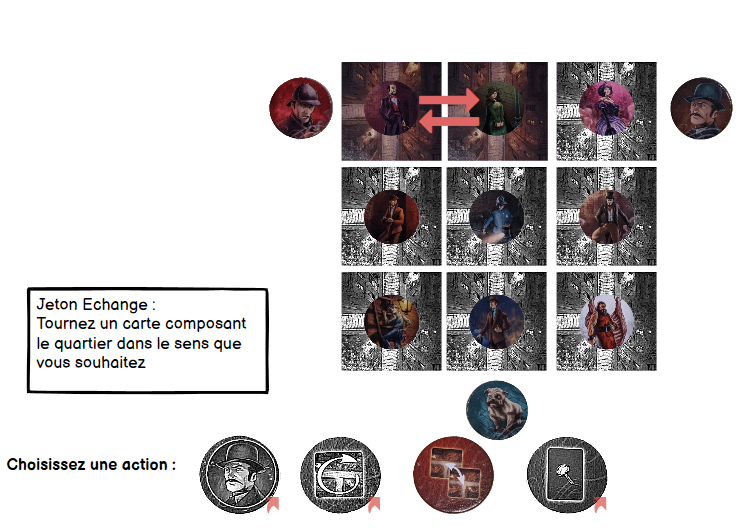 Jeton Echange :
Tournez un carte composant
le quartier dans le sens que
vous souhaitez
Choisissez une action :